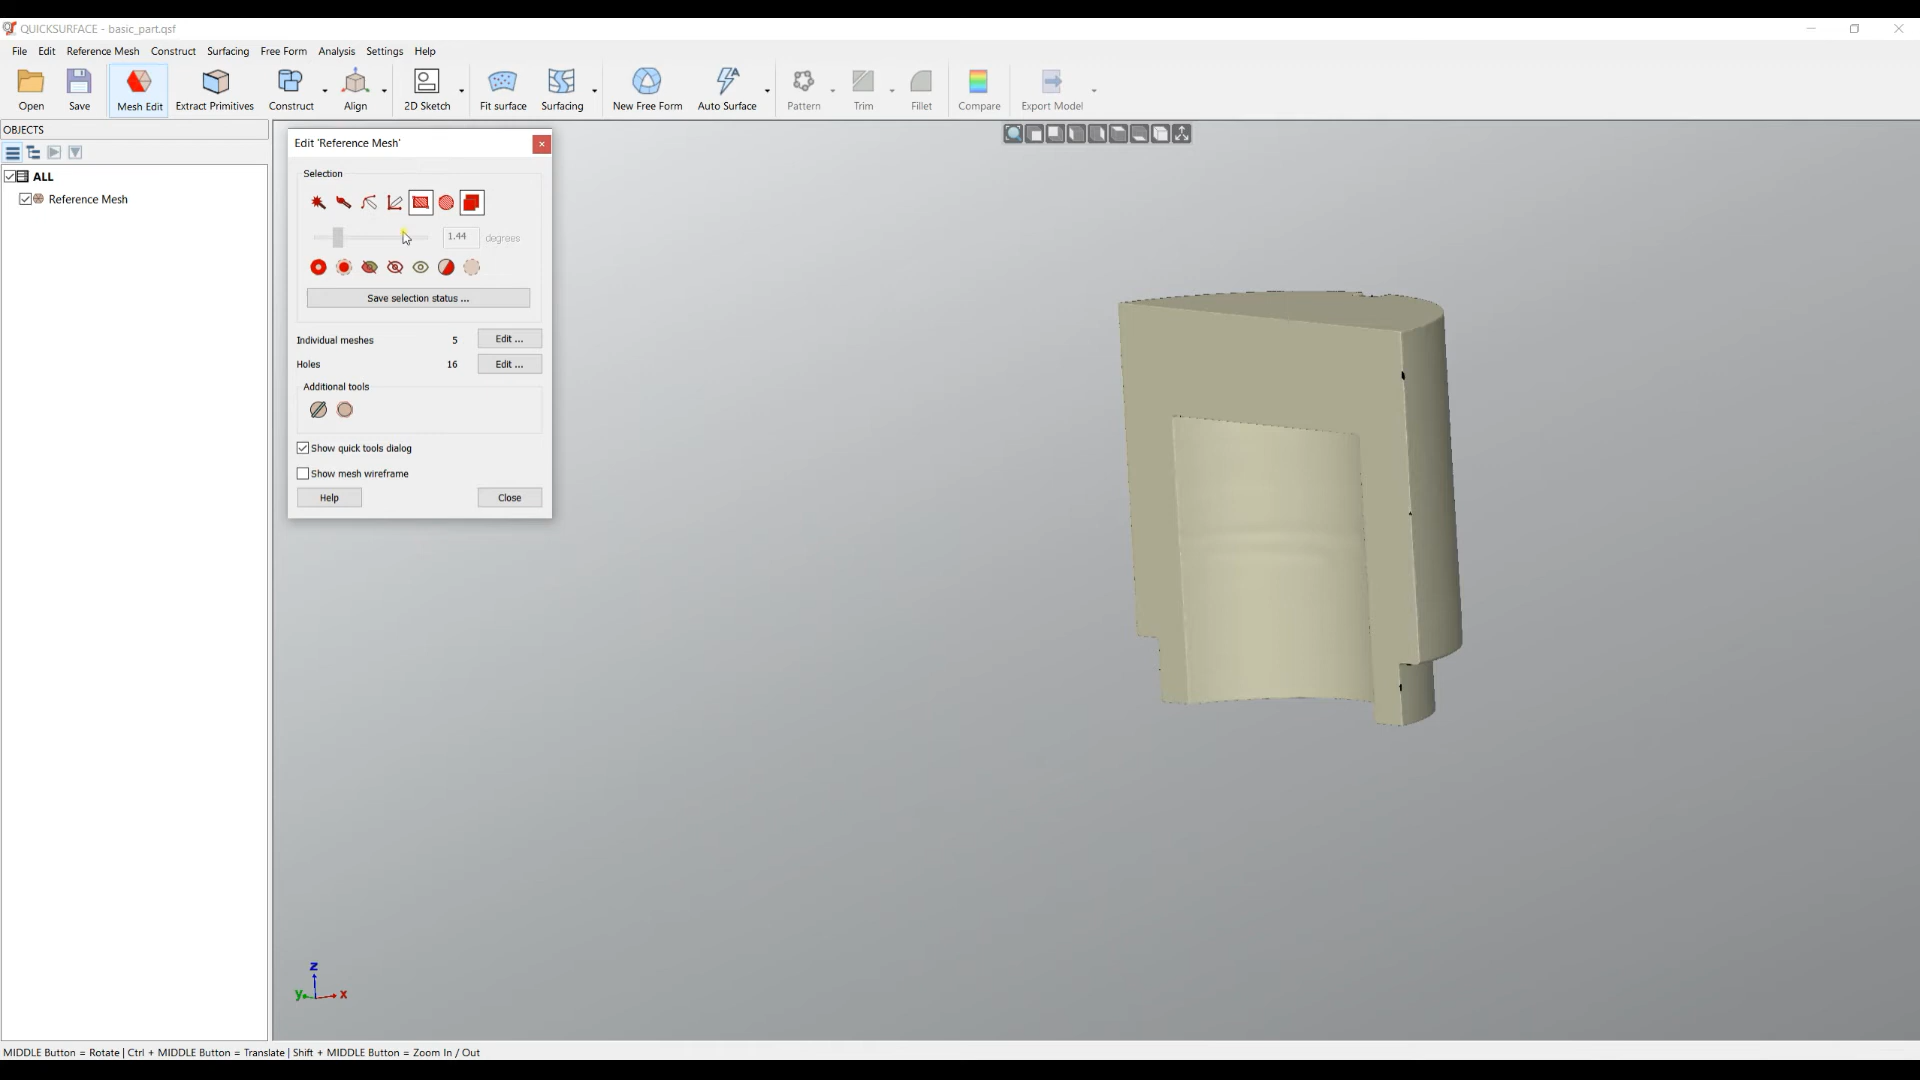 QUICKSURFACE - basic_part.qsf
File Edit Reference Mesh Construct Surfacing Free Form Analysis Settings Help
Open Save Mesh Edit Extract Primitives Construct Align 2D Sketch Fit surface Surfacing New Free Form Auto Surface Pattern Trim Fillet Compare Export Model
OBJECTS
ALL
Reference Mesh
Edit 'Reference Mesh'
Selection
1.44 degrees
Save selection status ...
Individual meshes 5 Edit ...
Holes 16 Edit ...
Additional tools
Show quick tools dialog
Show mesh wireframe
Help Close
z
y x
MIDDLE Button = Rotate | Ctrl + MIDDLE Button = Translate | Shift + MIDDLE Button = Zoom In / Out